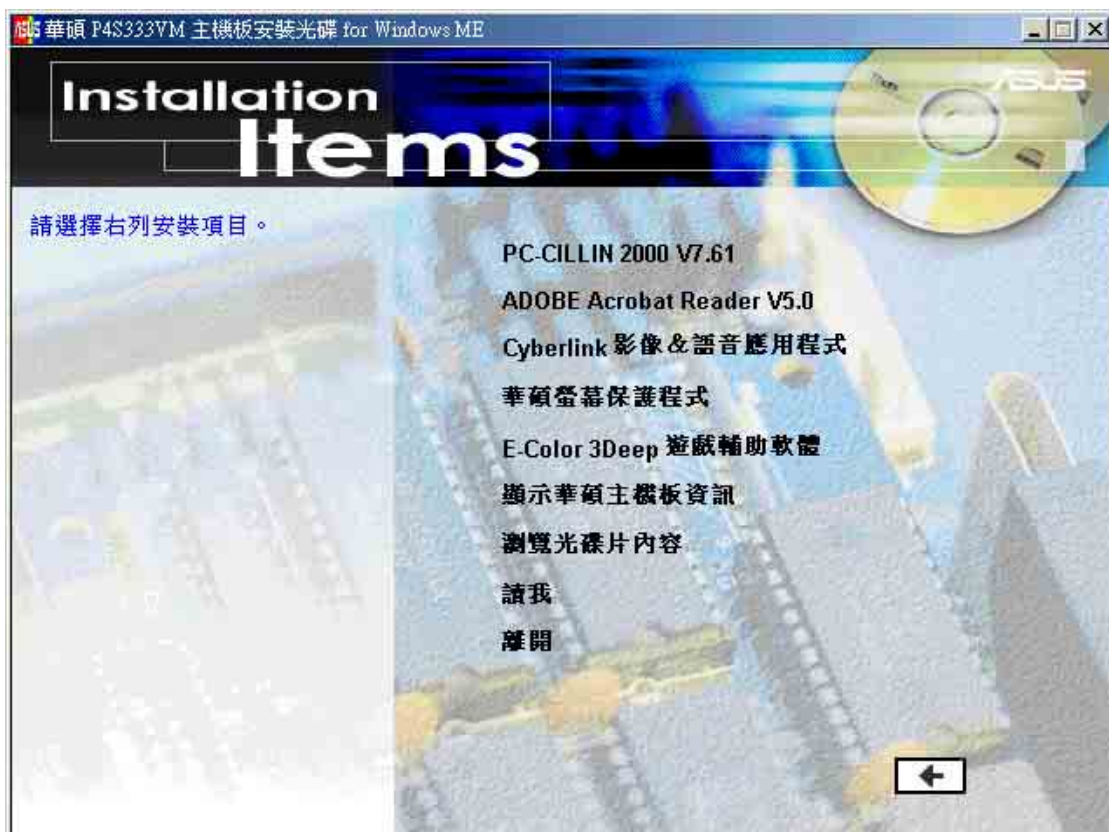 華碩 P4S333VM 主機板安裝光碟 for Windows ME
Installation
Items
ASUS
請選擇右列安裝項目。
PC-CILLIN 2000 V7.61
ADOBE Acrobat Reader V5.0
Cyberlink 影像＆語音應用程式
華碩螢幕保護程式
E-Color 3Deep 遊戲輔助軟體
顯示華碩主機板資訊
瀏覽光碟片內容
讀我
離開